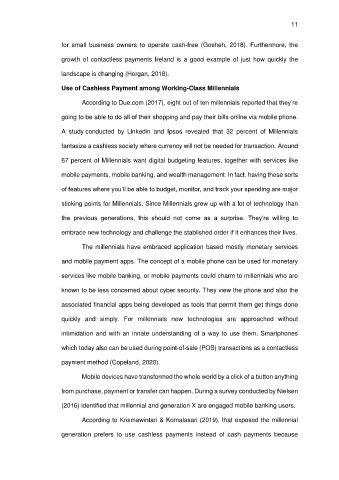 11
for small business owners to operate cash-free (Gosheh, 2018). Furthermore, the
growth of contactless payments Ireland is a good example of just how quickly the
landscape is changing (Horgan, 2018).
Use of Cashless Payment among Working-Class Millennials
According to Due.com (2017), eight out of ten millennials reported that they're
going to be able to do all of their shopping and pay their bills online via mobile phone.
A study conducted by LinkedIn and Ipsos revealed that 32 percent of Millennials
fantasize a cashless society where currency will not be needed for transaction. Around
67 percent of Millennials want digital budgeting features, together with services like
mobile payments, mobile banking, and wealth management. In fact, having these sorts
of features where you'll be able to budget, monitor, and track your spending are major
sticking points for Millennials. Since Millennials grew up with a lot of technology than
the previous generations, this should not come as a surprise. They're willing to
embrace new technology and challenge the stablished order if it enhances their lives.
The millennials have embraced application based mostly monetary services
and mobile payment apps. The concept of a mobile phone can be used for monetary
services like mobile banking, or mobile payments could charm to millennials who are
known to be less concerned about cyber security. They view the phone and also the
associated financial apps being developed as tools that permit them get things done
quickly and simply. For millennials new technologies are approached without
intimidation and with an innate understanding of a way to use them. Smartphones
which today also can be used during point-of-sale (POS) transactions as a contactless
payment method (Copeland, 2020).
Mobile devices have transformed the whole world by a click of a button anything
from purchase, payment or transfer can happen. During a survey conducted by Nielsen
(2016) identified that millennial and generation X are engaged mobile banking users.
According to Krismawintari & Komalasari (2019), that exposed the millennial
generation prefers to use cashless payments instead of cash payments because